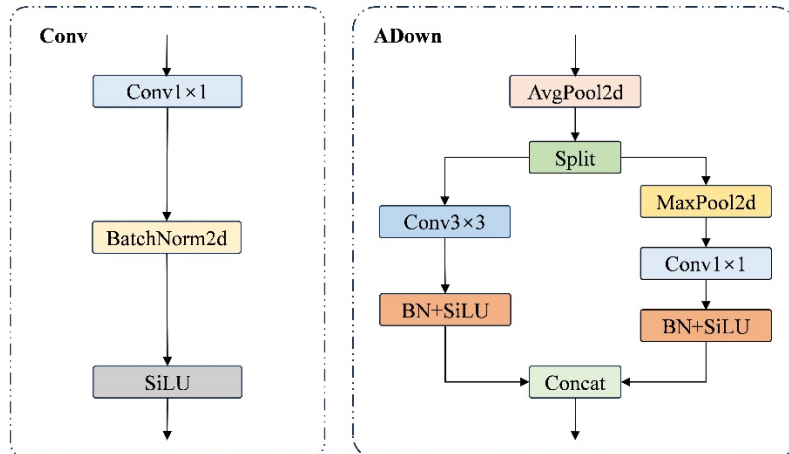 Conv
Conv1×1
BatchNorm2d
SiLU
ADown
AvgPool2d
Split
Conv3×3
BN+SiLU
MaxPool2d
Conv1×1
BN+SiLU
Concat